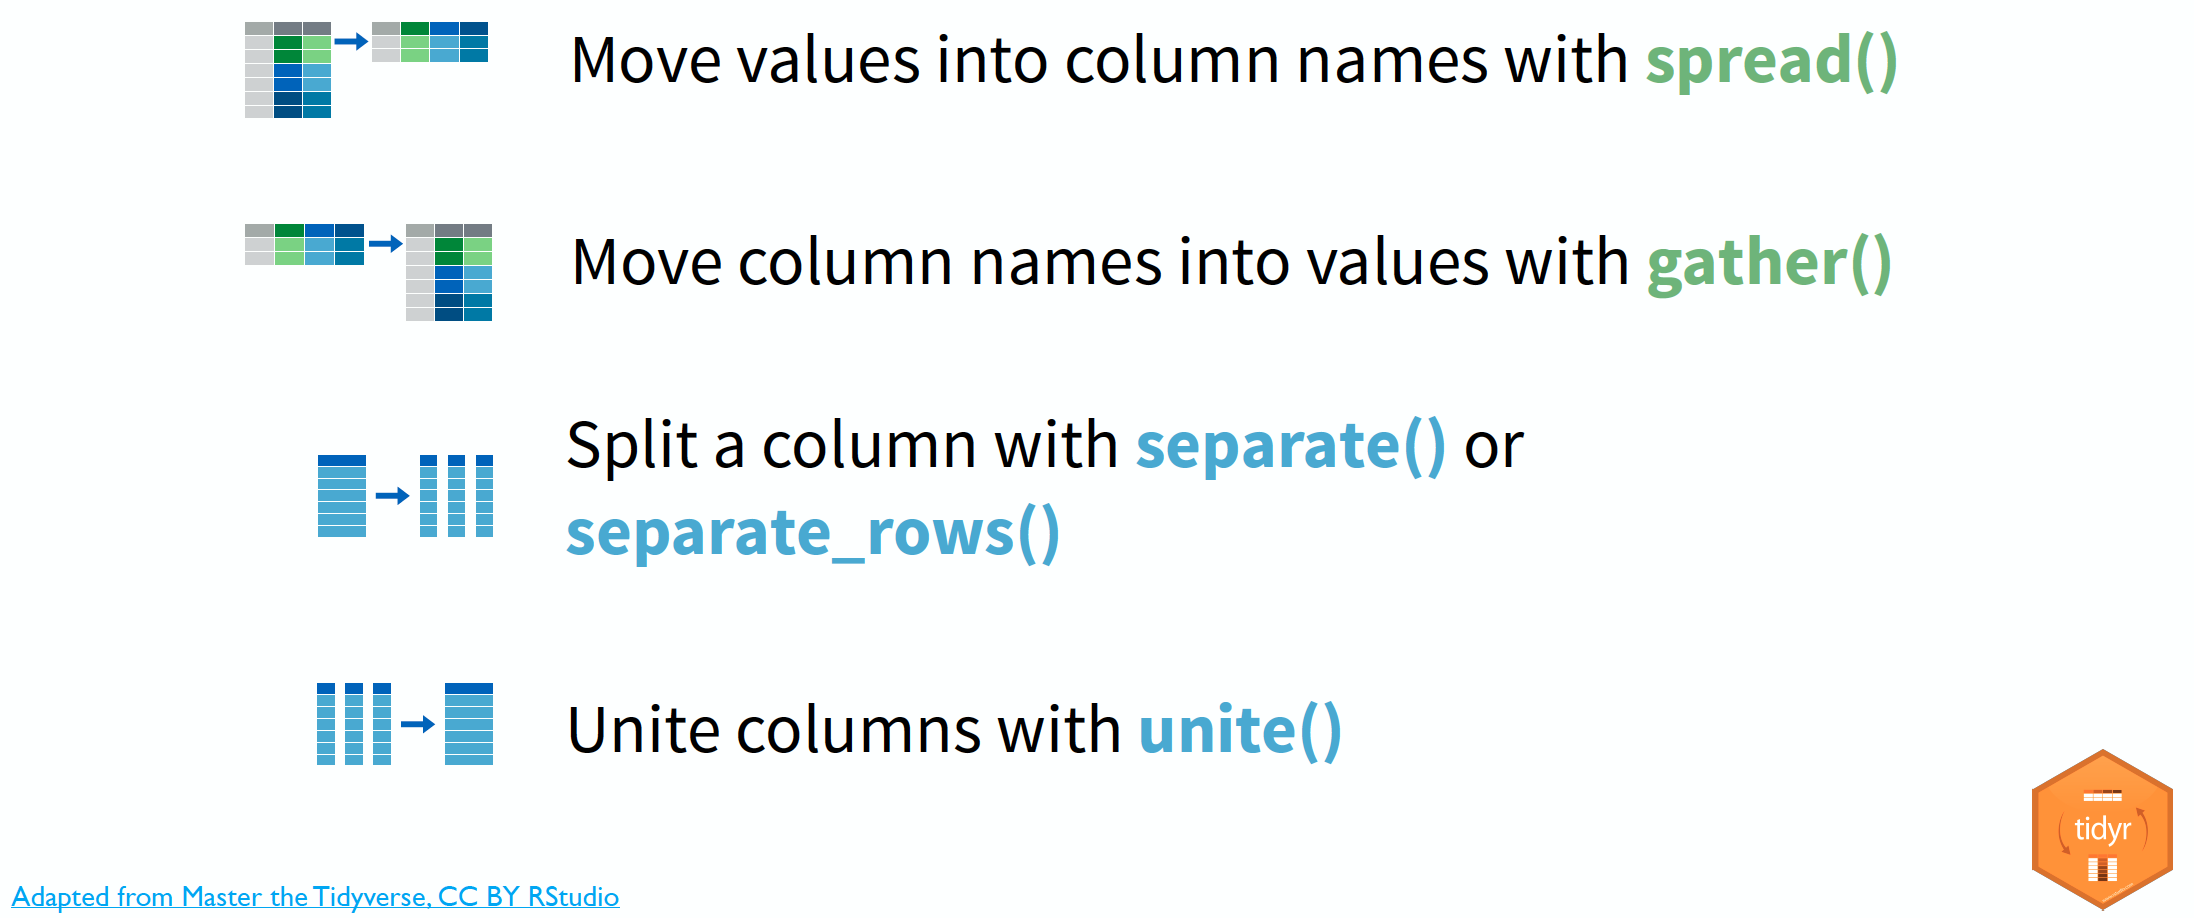 Move values into column names with spread()
Move column names into values with gather()
Split a column with separate() or
separate_rows()
Unite columns with unite()
tidyr
Adapted from Master the Tidyverse, CC BY RStudio